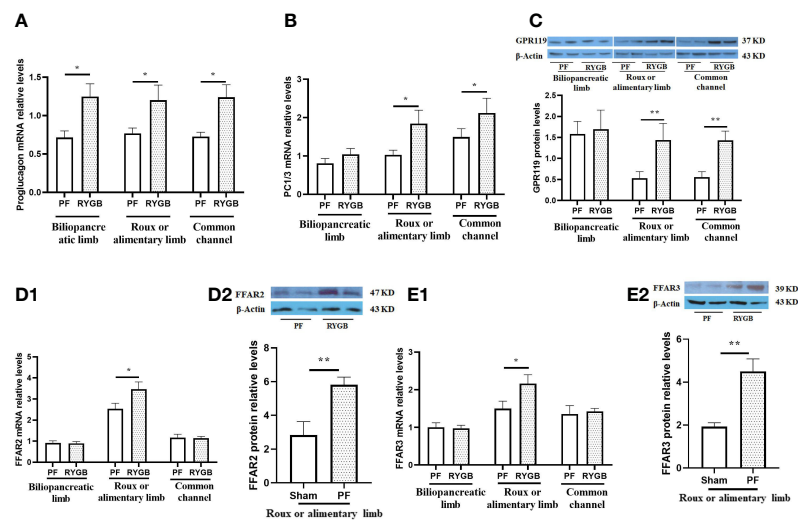 A
Proglucagon mRNA relative levels
1.5
1.0
0.5
0.0
*
*
*
PF RYGB PF RYGB PF RYGB
Biliopancre
atic limb
Roux or
alimentary limb
Common
channel
B
PC1/3 mRNA relative levels
3
2
1
0
*
*
PF RYGB PF RYGB PF RYGB
Biliopancreatic
limb
Roux or
alimentary limb
Common
channel
C
GPR119 37 KD
β-Actin 43 KD
PF RYGB PF RYGB PF RYGB
Biliopancreatic
limb
Roux or
alimentary limb
Common
channel
GPR119 protein levels
2.5
2.0
1.5
1.0
0.5
0.0
**
**
PF RYGB PF RYGB PF RYGB
Biliopancreatic
limb
Roux or
alimentary limb
Common
channel
D1
FFAR2 mRNA relative levels
5
4
3
2
1
0
*
PF RYGB PF RYGB PF RYGB
Biliopancreatic
limb
Roux or
alimentary limb
Common
channel
D2
FFAR2 47 KD
β-Actin 43 KD
PF RYGB
FFAR2 protein relative levels
8
6
4
2
0
**
Sham PF
Roux or alimentary limb
E1
FFAR3 mRNA relative levels
3
2
1
0
*
PF RYGB PF RYGB PF RYGB
Biliopancreatic
limb
Roux or
alimentary limb
Common
channel
E2
FFAR3 39 KD
β-Actin 43 KD
PF RYGB
FFAR3 protein relative levels
6
4
2
0
**
Sham PF
Roux or alimentary limb